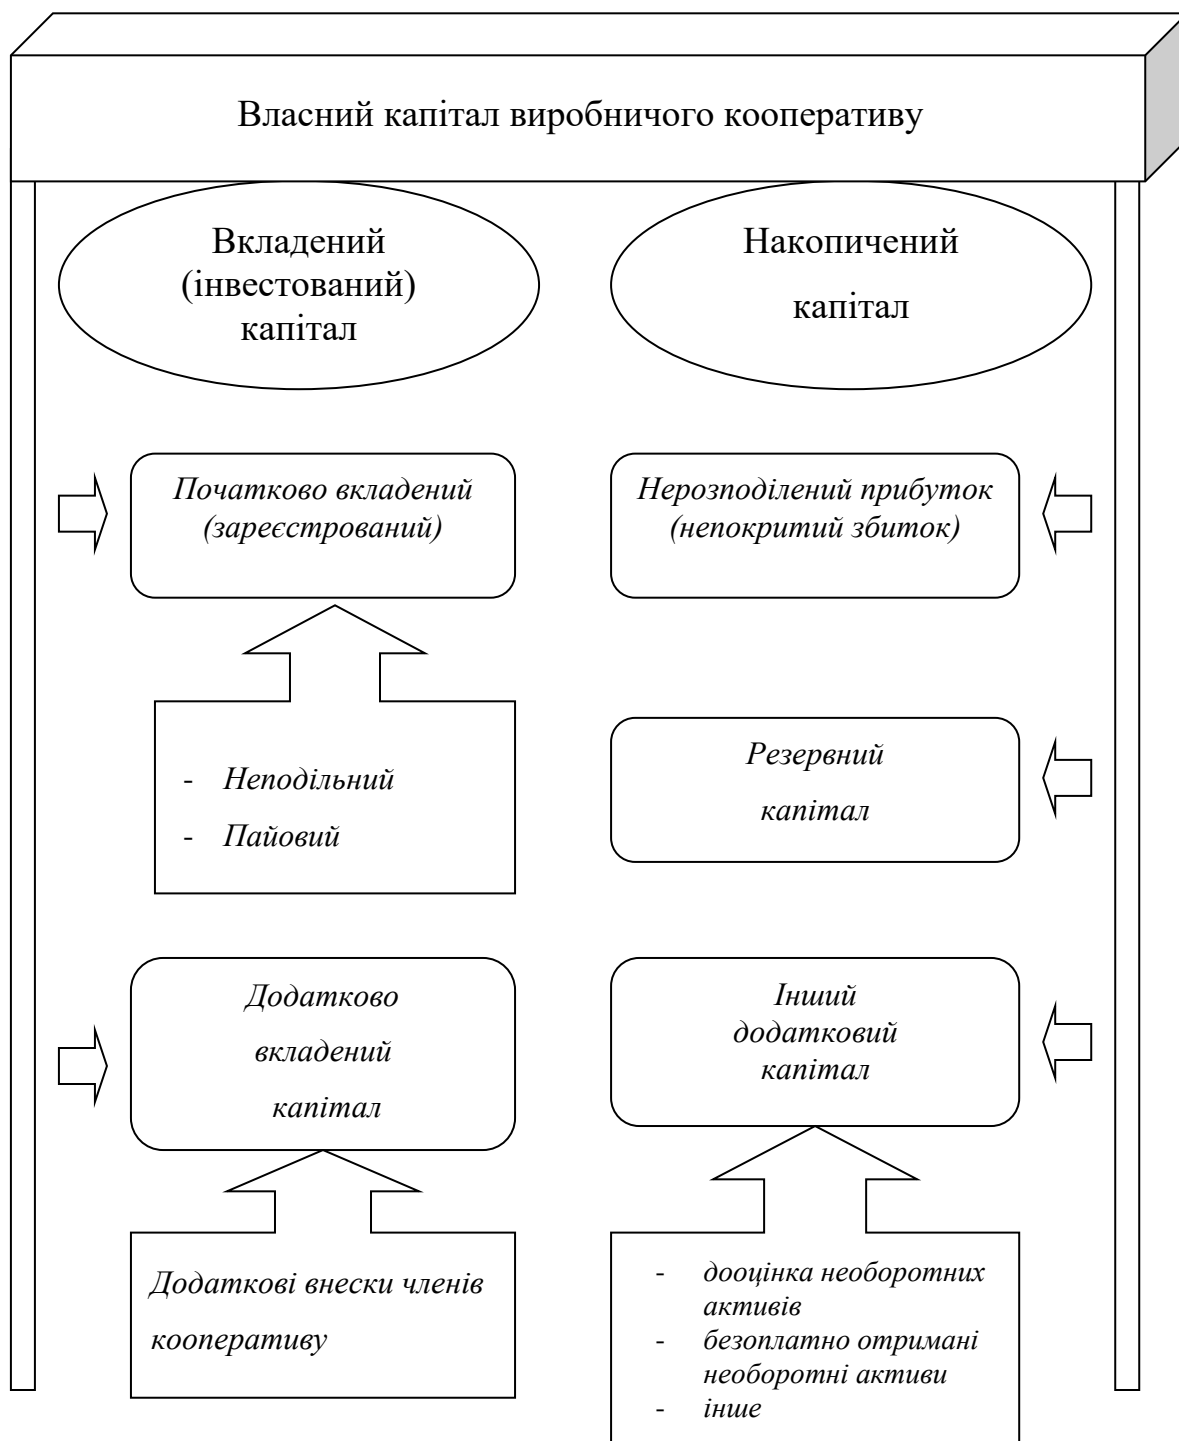 Власний капітал виробничого кооперативу
Вкладений
(інвестований)
капітал
Накопичений
капітал
Початково вкладений
(зареєстрований)
Нерозподілений прибуток
(непокритий збиток)
- Неподільний
- Пайовий
Резервний
капітал
Додатково
вкладений
капітал
Інший
додатковий
капітал
Додаткові внески членів
кооперативу
- дооцінка необоротних
активів
- безоплатно отримані
необоротні активи
- інше